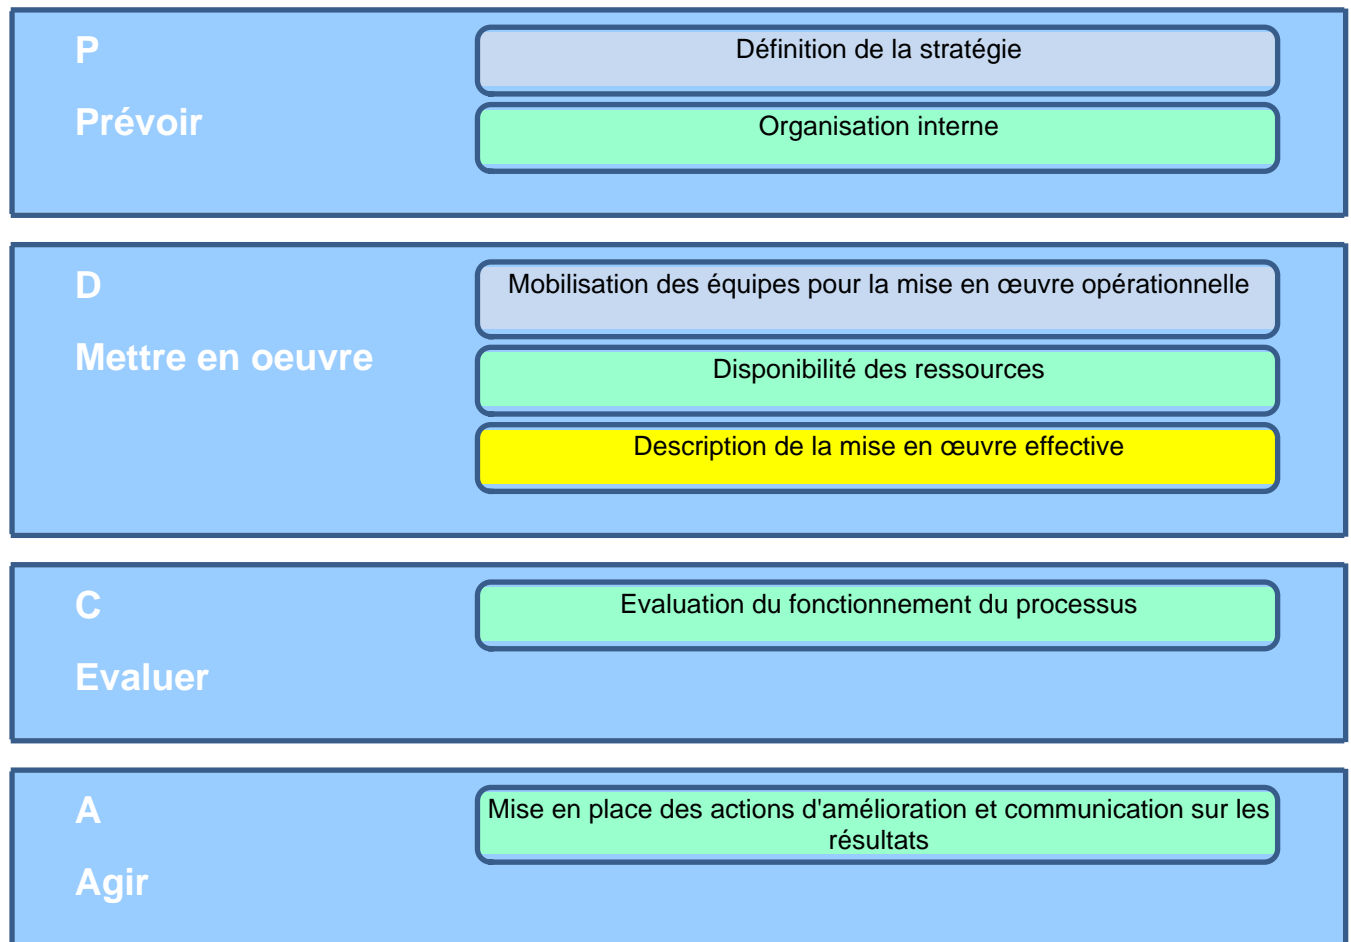 P
Prévoir
Définition de la stratégie
Organisation interne
D
Mettre en oeuvre
Mobilisation des équipes pour la mise en œuvre opérationnelle
Disponibilité des ressources
Description de la mise en œuvre effective
C
Evaluer
Evaluation du fonctionnement du processus
A
Agir
Mise en place des actions d'amélioration et communication sur les
résultats